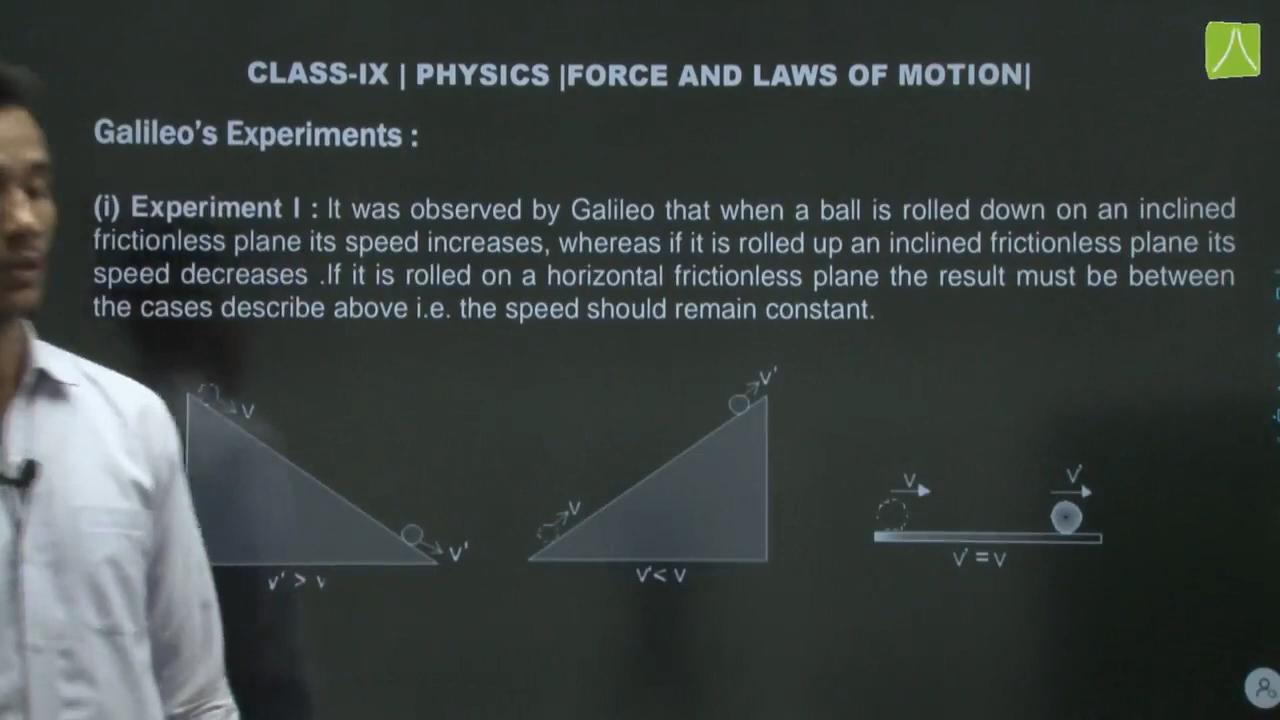 CLASS-IX | PHYSICS |FORCE AND LAWS OF MOTION|
Galileo's Experiments :
(i) Experiment I : It was observed by Galileo that when a ball is rolled down on an inclined
frictionless plane its speed increases, whereas if it is rolled up an inclined frictionless plane its
speed decreases .If it is rolled on a horizontal frictionless plane the result must be between
the cases describe above i.e. the speed should remain constant.
v
v'
v' > v
v'
v
v'< v
v
v'
v' = v